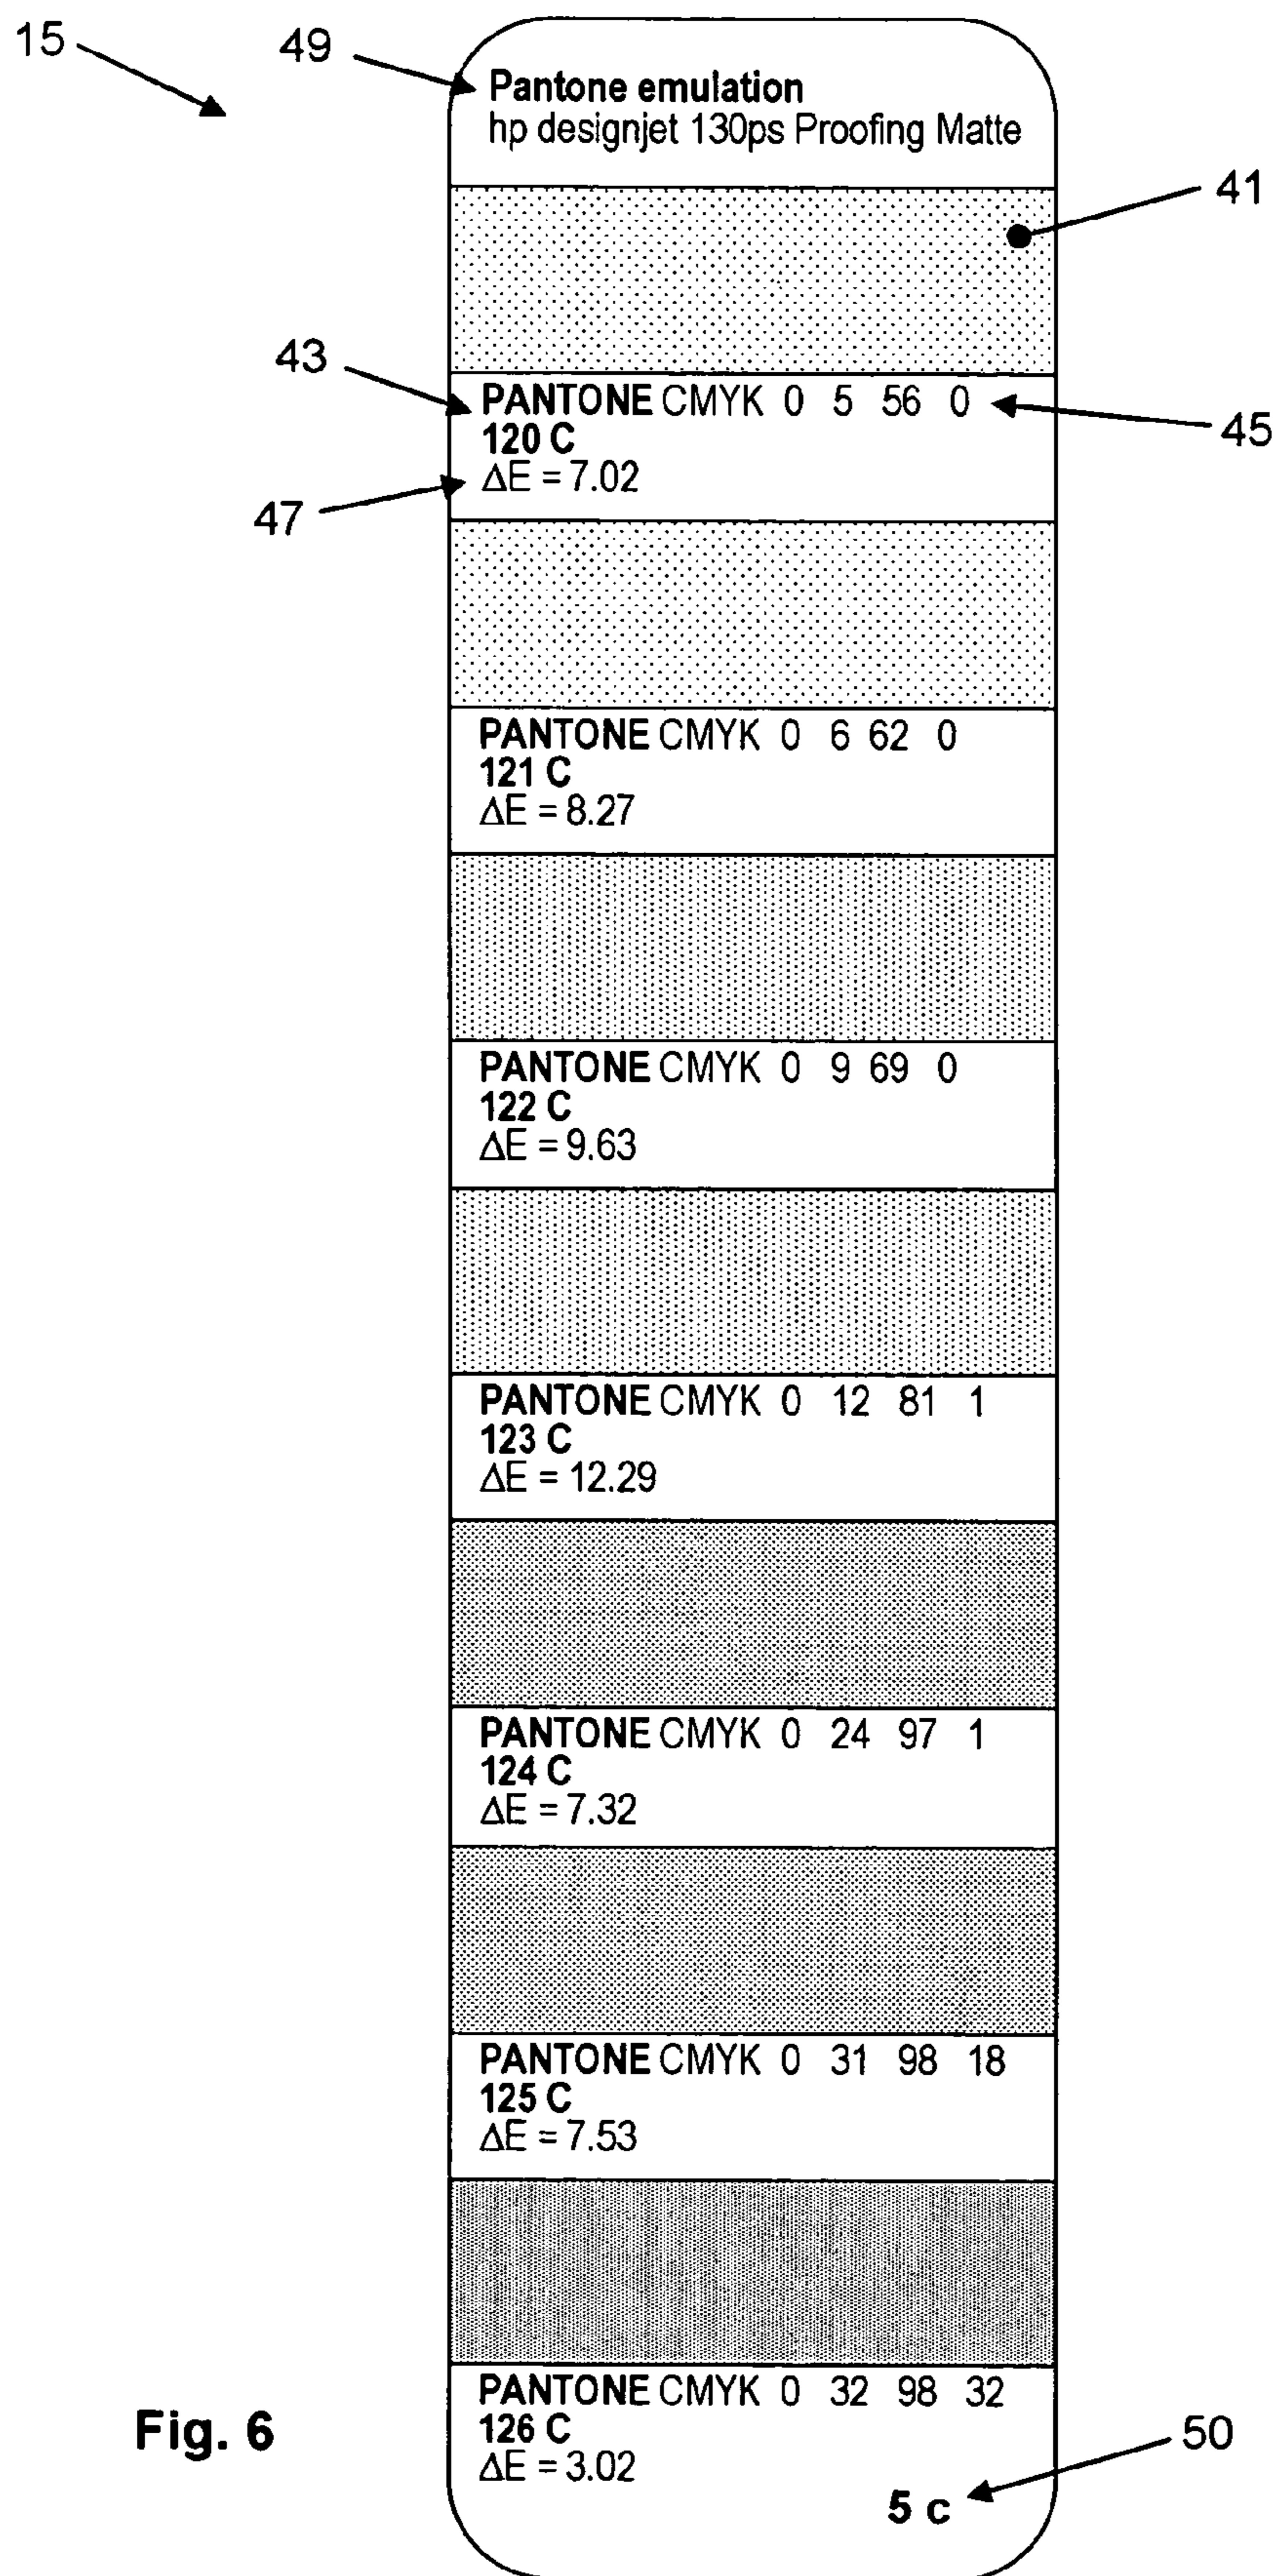 15
49
Pantone emulation
hp designjet 130ps Proofing Matte
41
43
PANTONE CMYK 0 5 56 0
45
120 C
ΔE = 7.02
47
PANTONE CMYK 0 6 62 0
121 C
ΔE = 8.27
PANTONE CMYK 0 9 69 0
122 C
ΔE = 9.63
PANTONE CMYK 0 12 81 1
123 C
ΔE = 12.29
PANTONE CMYK 0 24 97 1
124 C
ΔE = 7.32
PANTONE CMYK 0 31 98 18
125 C
ΔE = 7.53
PANTONE CMYK 0 32 98 32
126 C
ΔE = 3.02
Fig. 6
50
5 c